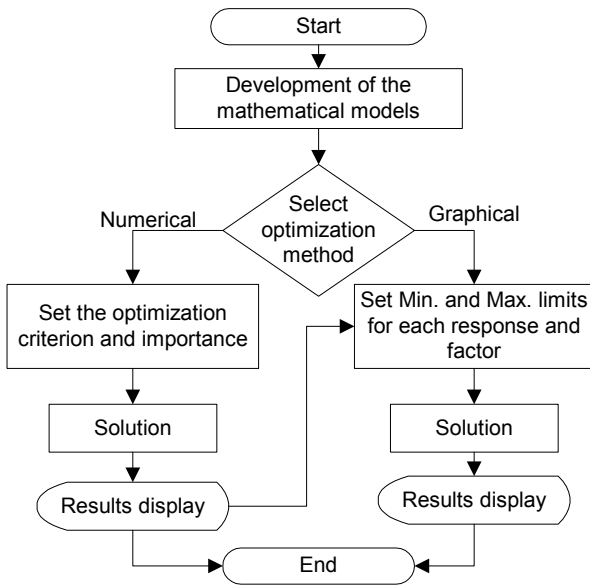 Start
Development of the
mathematical models
Select
optimization
method
Numerical
Graphical
Set the optimization
criterion and importance
Set Min. and Max. limits
for each response and
factor
Solution
Solution
Results display
Results display
End